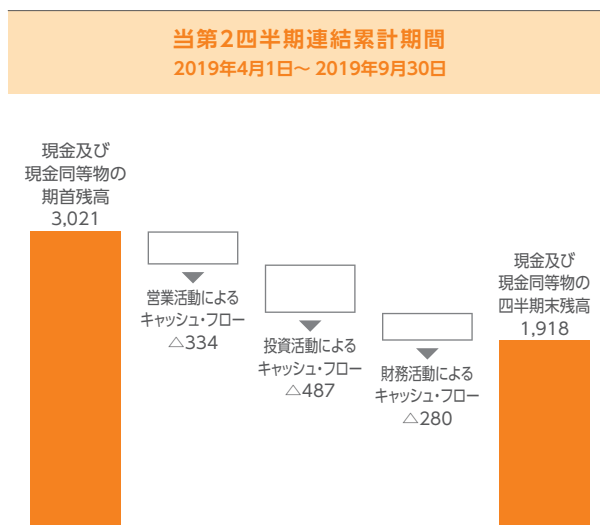 当第2四半期連結累計期間
2019年4月1日～ 2019年9月30日
現金及び
現金同等物の
期首残高
3,021
営業活動による
キャッシュ・フロー
△334
投資活動による
キャッシュ・フロー
△487
財務活動による
キャッシュ・フロー
△280
現金及び
現金同等物の
四半期末残高
1,918